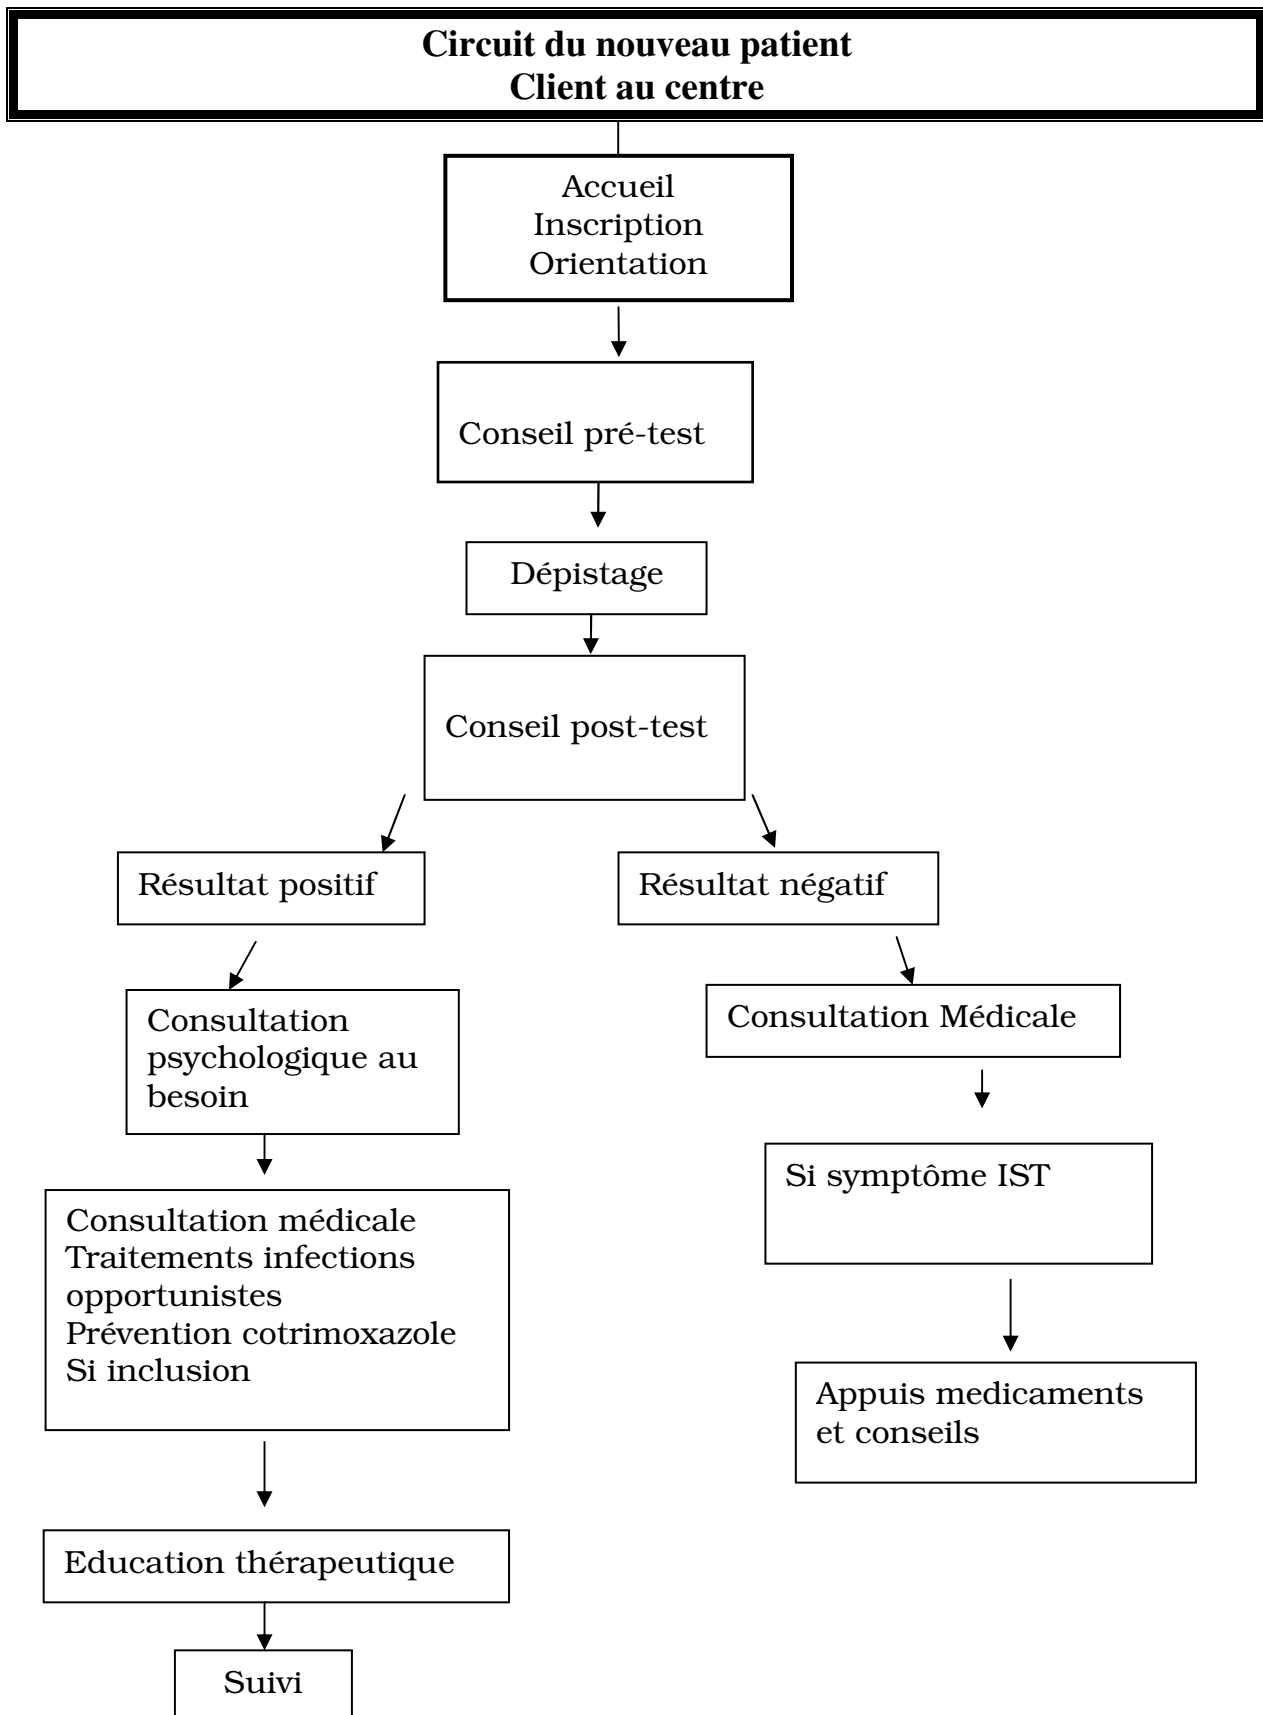 Circuit du nouveau patient
Client au centre
Accueil
Inscription
Orientation
Conseil pré-test
Dépistage
Conseil post-test
Résultat positif
Résultat négatif
Consultation
psychologique au
besoin
Consultation Médicale
Si symptôme IST
Consultation médicale
Traitements infections
opportunistes
Prévention cotrimoxazole
Si inclusion
Appuis medicaments
et conseils
Education thérapeutique
Suivi